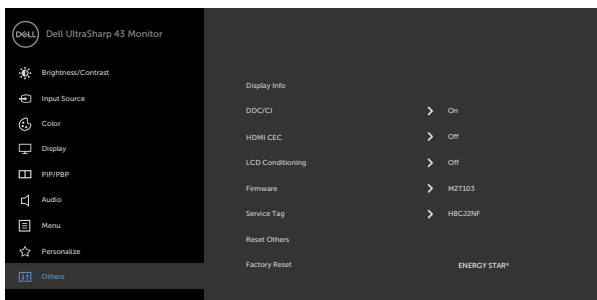 DELL
Dell UltraSharp 43 Monitor
Brightness/Contrast
Input Source
Color
Display
PIP/PBP
Audio
Menu
Personalize
Others
Display Info
DDC/CI On
HDMI CEC Off
LCD Conditioning Off
Firmware M2T103
Service Tag H8CJ2NF
Reset Others
Factory Reset ENERGY STAR®